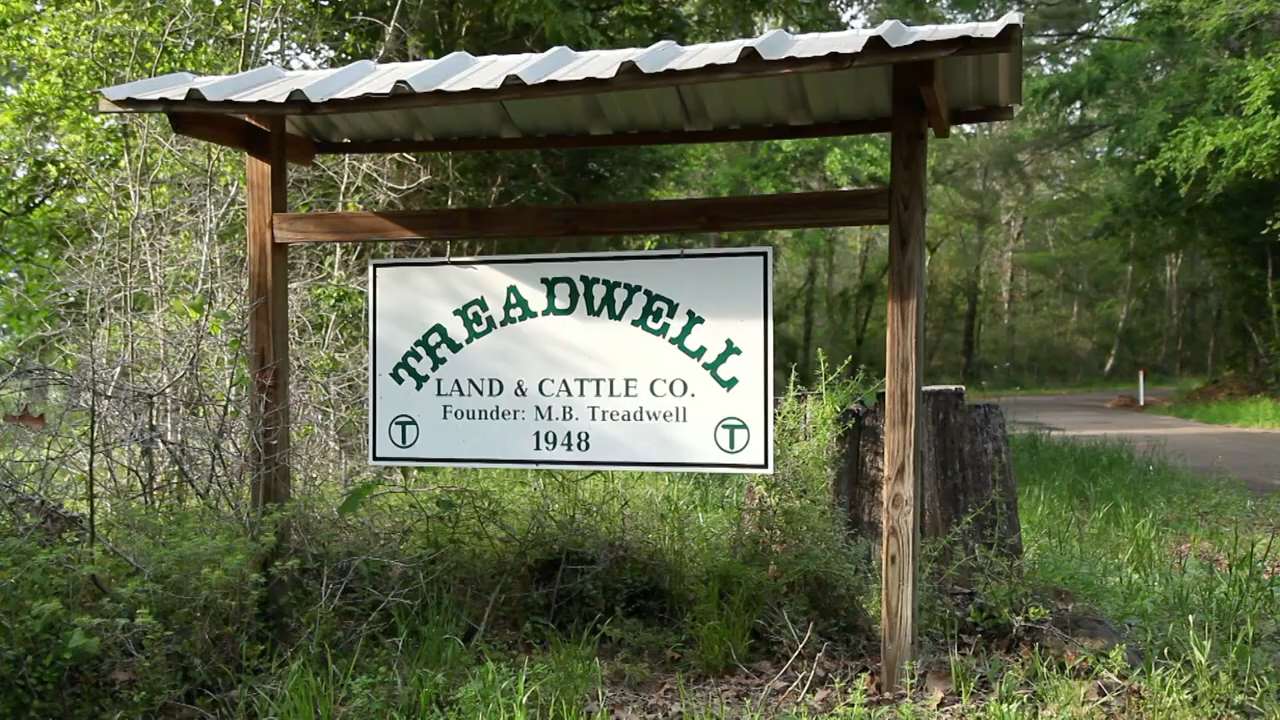 TREADWELL
LAND & CATTLE CO.
Founder: M.B. Treadwell
1948
T T